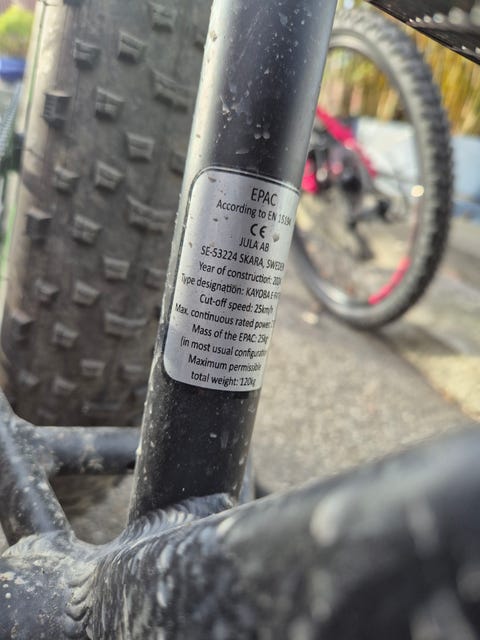 EPAC
According to EN 15194
CE
JULA AB
SE-53224 SKARA, SWEDEN
Year of construction:
Type designation: KAYOBA
Cut-off speed: 25km/h
Max. continuous rated power:
Mass of the EPAC: 25kg
(in most usual configuration
Maximum permissible
total weight: 120kg